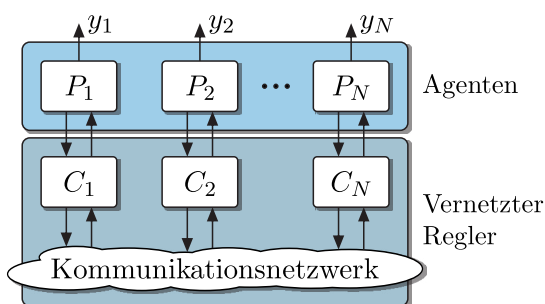 y1 y2 yN
P1 P2 ... PN
Agenten
C1 C2 CN
Vernetzter
Regler
Kommunikationsnetzwerk